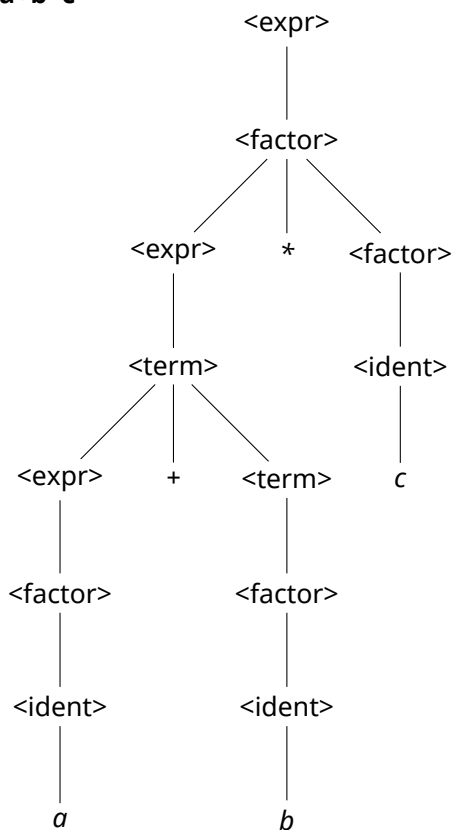 <expr>
<factor>
<expr> * <factor>
<term> <ident>
<expr> + <term> c
<factor> <factor>
<ident> <ident>
a b